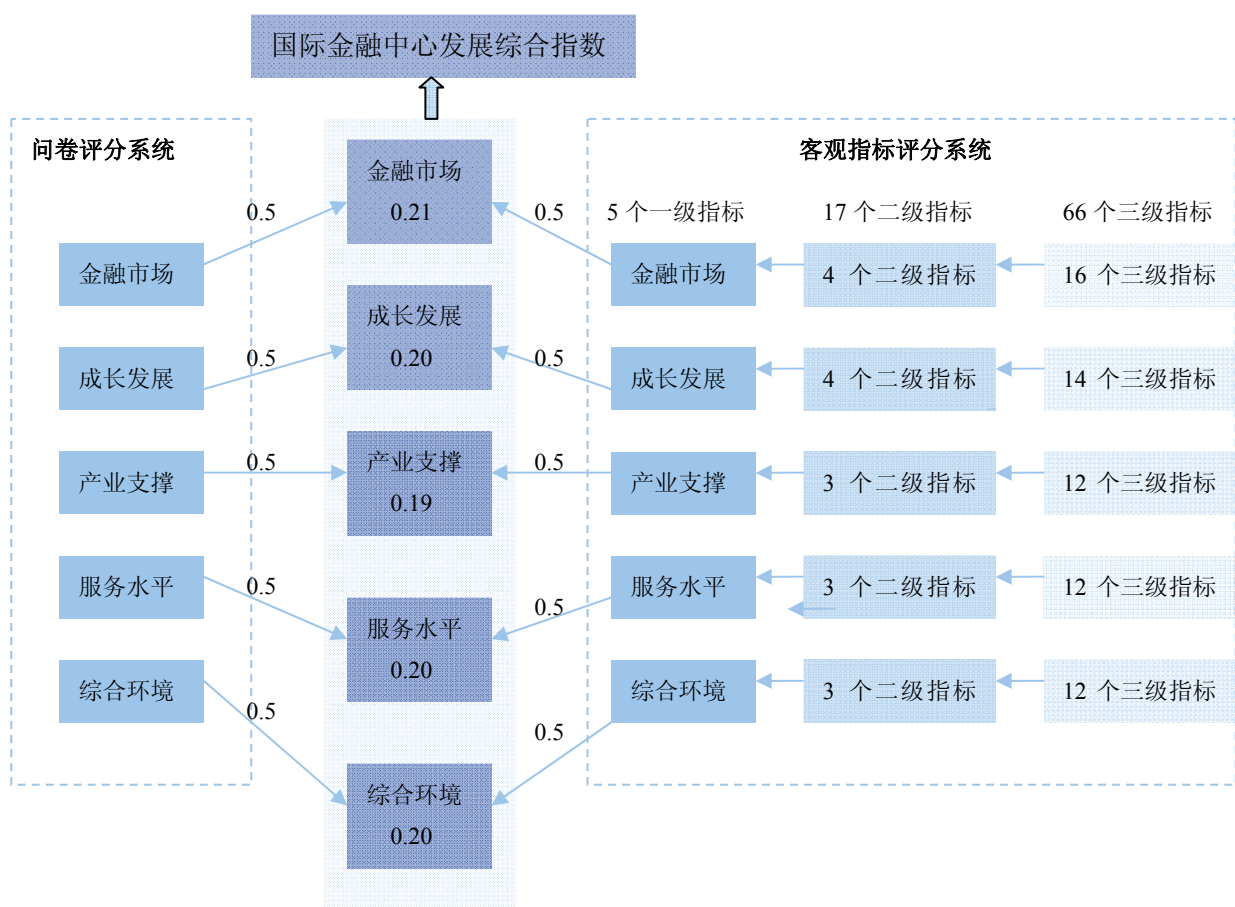 国际金融中心发展综合指数
问卷评分系统
金融市场
成长发展
产业支撑
服务水平
综合环境
0.5
0.5
0.5
0.5
0.5
金融市场
0.21
成长发展
0.20
产业支撑
0.19
服务水平
0.20
综合环境
0.20
0.5
0.5
0.5
0.5
0.5
客观指标评分系统
5 个一级指标 17 个二级指标 66 个三级指标
金融市场 4 个二级指标 16 个三级指标
成长发展 4 个二级指标 14 个三级指标
产业支撑 3 个二级指标 12 个三级指标
服务水平 3 个二级指标 12 个三级指标
综合环境 3 个二级指标 12 个三级指标